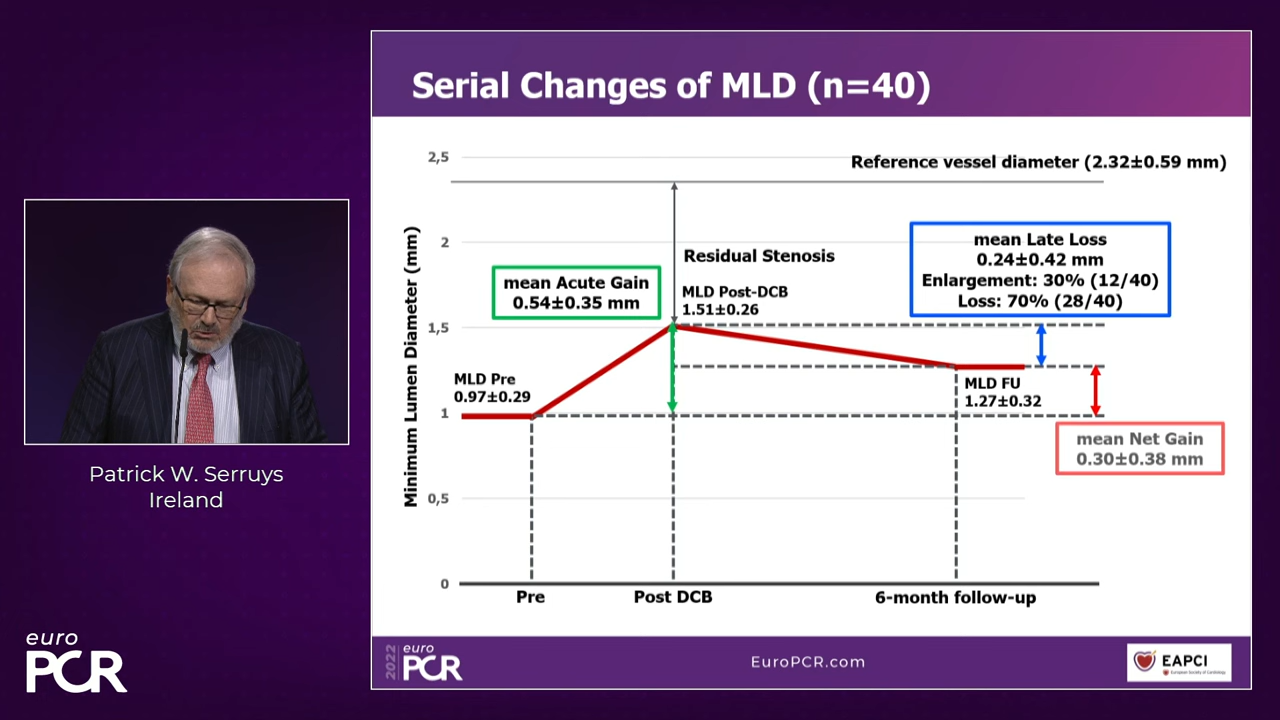 Serial Changes of MLD (n=40)
2,5
Reference vessel diameter (2.32±0.59 mm)
2
mean Late Loss
0.24±0.42 mm
Enlargement: 30% (12/40)
Loss: 70% (28/40)
Residual Stenosis
mean Acute Gain
0.54±0.35 mm
MLD Post-DCB
1.51±0.26
1,5
MLD Pre
0.97±0.29
MLD FU
1.27±0.32
1
mean Net Gain
0.30±0.38 mm
0,5
0
Minimum Lumen Diameter (mm)
Pre
Post DCB
6-month follow-up
Patrick W. Serruys
Ireland
euro
PCR
2022
euro
PCR
EuroPCR.com
EAPCI
European Society of Cardiology